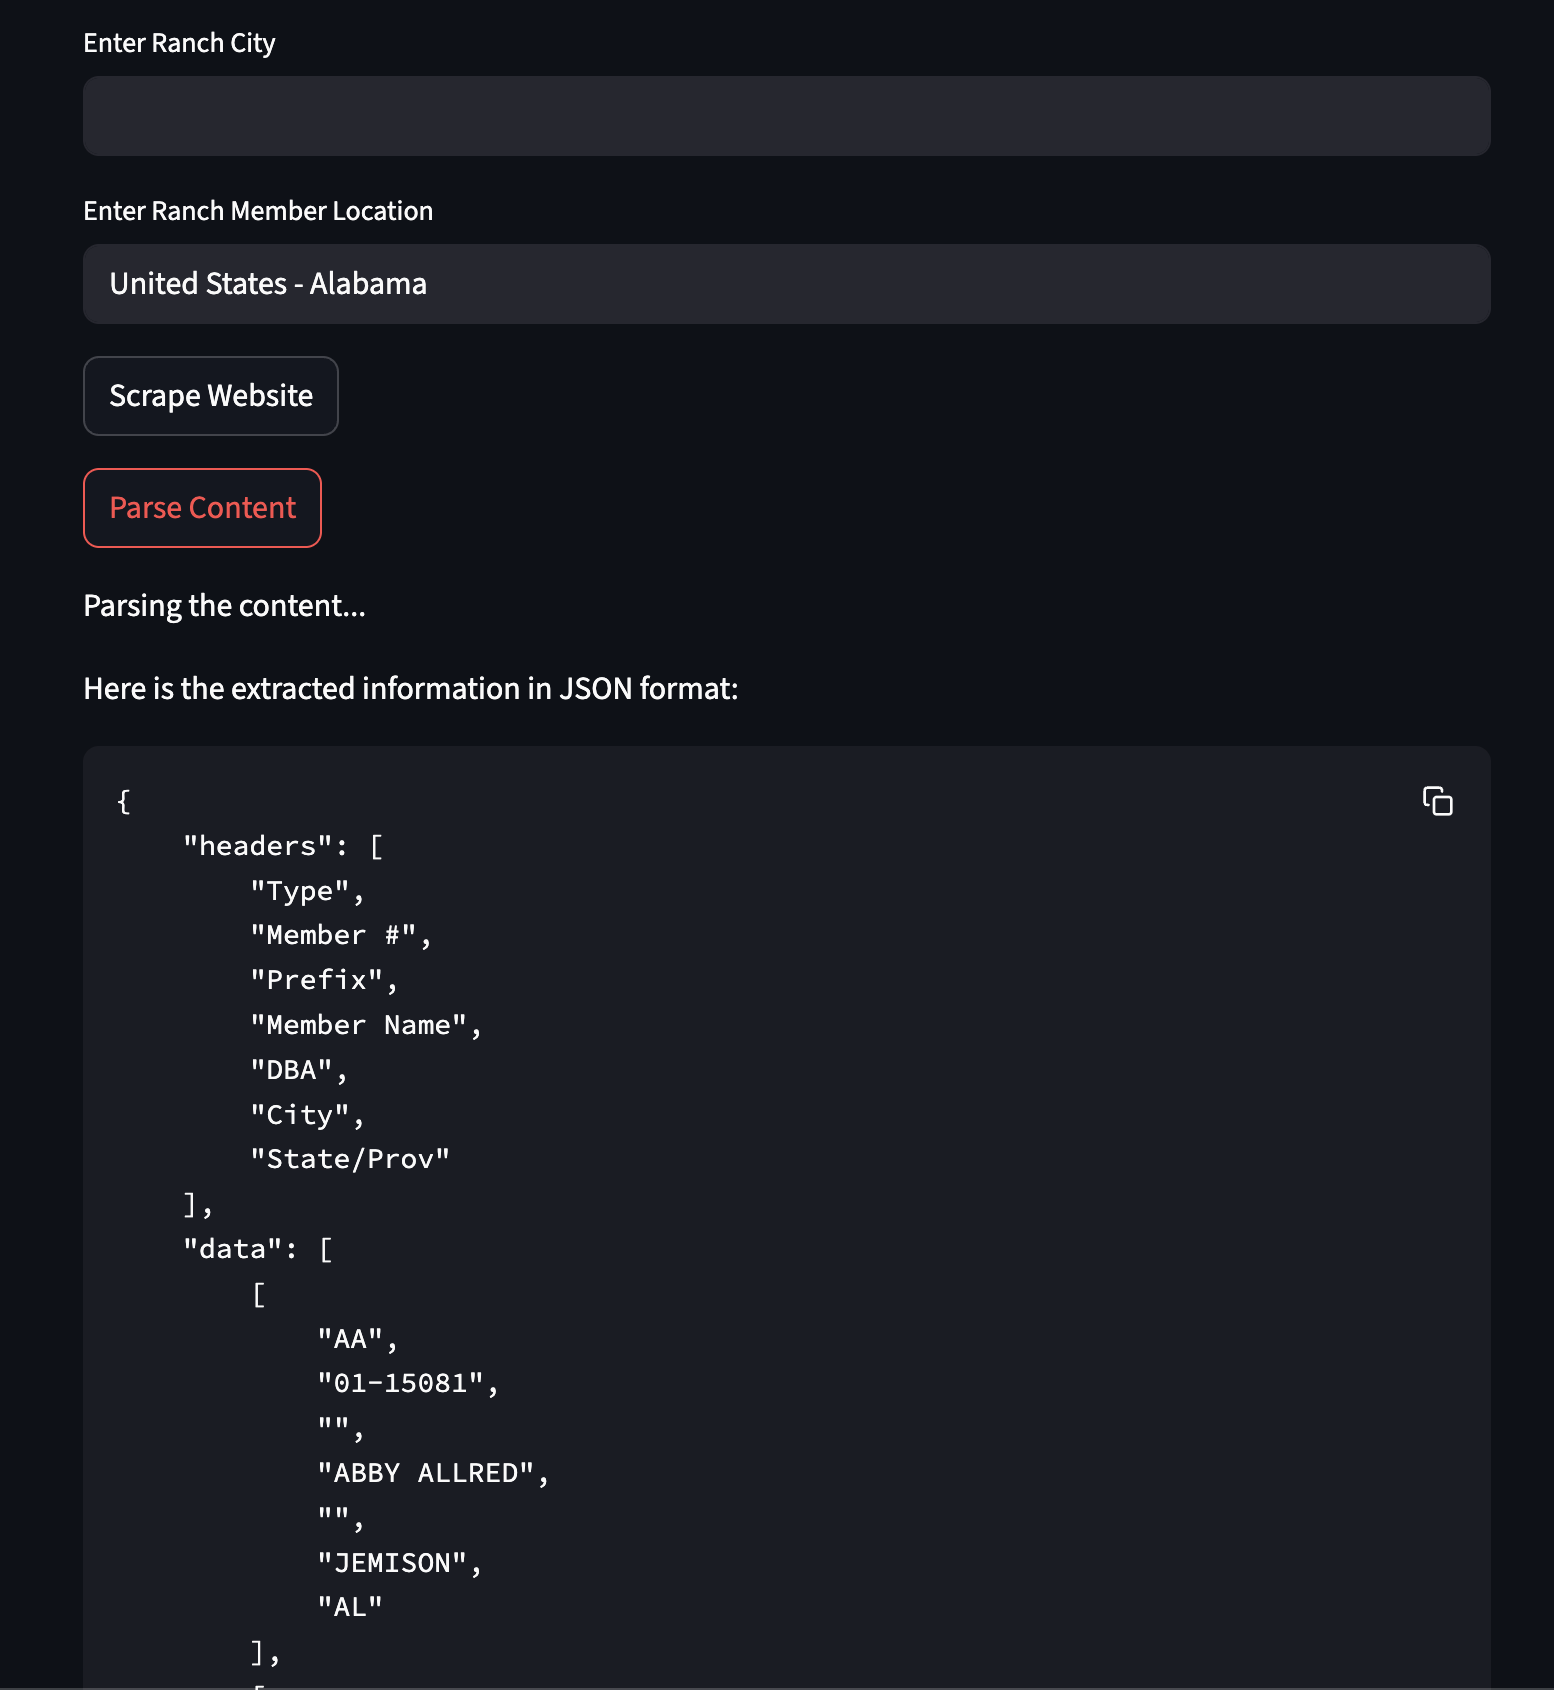 Enter Ranch City
Enter Ranch Member Location
United States - Alabama
Scrape Website
Parse Content
Parsing the content...
Here is the extracted information in JSON format:
{
    "headers": [
        "Type",
        "Member #",
        "Prefix",
        "Member Name",
        "DBA",
        "City",
        "State/Prov"
    ],
    "data": [
        [
            "AA",
            "01-15081",
            "",
            "ABBY ALLRED",
            "",
            "JEMISON",
            "AL"
        ],